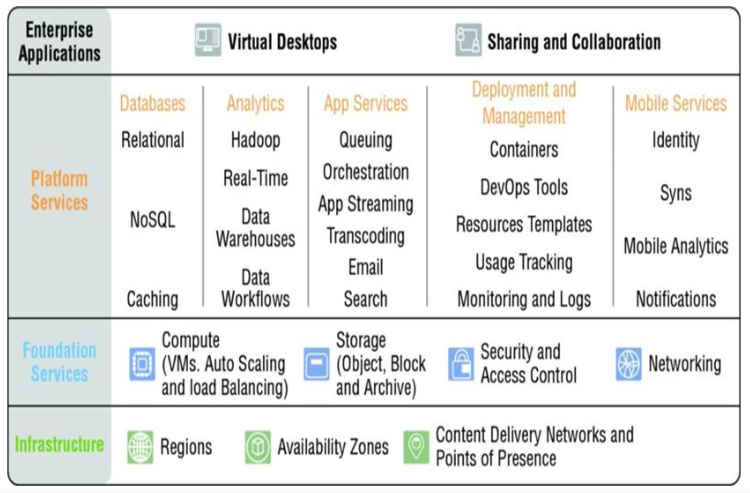 Enterprise
Applications
Virtual Desktops
Sharing and Collaboration
Platform
Services
Databases
Relational
NoSQL
Caching
Analytics
Hadoop
Real-Time
Data
Warehouses
Data
Workflows
App Services
Queuing
Orchestration
App Streaming
Transcoding
Email
Search
Deployment and
Management
Containers
DevOps Tools
Resources Templates
Usage Tracking
Monitoring and Logs
Mobile Services
Identity
Syns
Mobile Analytics
Notifications
Foundation
Services
Compute
(VMs. Auto Scaling
and load Balancing)
Storage
(Object, Block
and Archive)
Security and
Access Control
Networking
Infrastructure
Regions
Availability Zones
Content Delivery Networks and
Points of Presence